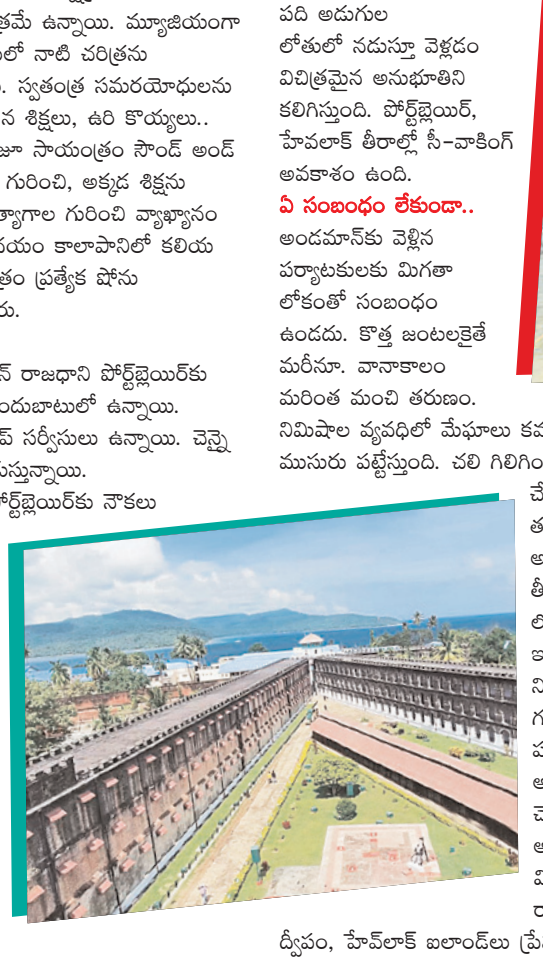 త్రమే ఉన్నాయి. మ్యూజియంగా
లో నాటి చరిత్రను
స్వతంత్ర సమరయోధులను
న శిక్షలు, ఉరి కొయ్యలు..
జూ సాయంత్రం సౌండ్ అండ్
గురించి, అక్కడ శిక్షను
త్యాగాల గురించి వ్యాఖ్యానం
దయం కాలాపానిలో కలియ
త్రం ప్రత్యేక షోను
రు.
న్ రాజధాని పోర్ట్‌బ్లెయిర్‌కు
ందుబాటులో ఉన్నాయి.
ప్ సర్వీసులు ఉన్నాయి. చెన్నై
స్తున్నాయి.
పోర్ట్‌బ్లెయిర్‌కు నౌకలు
పది అడుగుల
లోతులో నడుస్తూ వెళ్లడం
విచిత్రమైన అనుభూతిని
కలిగిస్తుంది. పోర్ట్‌బ్లెయిర్,
హేవలాక్ తీరాల్లో సీ-వాకింగ్
అవకాశం ఉంది.
ఏ సంబంధం లేకుండా..
అండమాన్‌కు వెళ్లిన
పర్యాటకులకు మిగతా
లోకంతో సంబంధం
ఉండదు. కొత్త జంటలకైతే
మరీనూ. వానాకాలం
మరింత మంచి తరుణం.
నిమిషాల వ్యవధిలో మేఘాలు కమ
ముసురు పట్టేస్తుంది. చలి గిలిగిం
చే
త
అ
తీ
ఇ
ని
గ
ప
అ
చె
అ
వి
ర
ద్వీపం, హేవ్‌లాక్ ఐలాండ్‌లు ప్రే